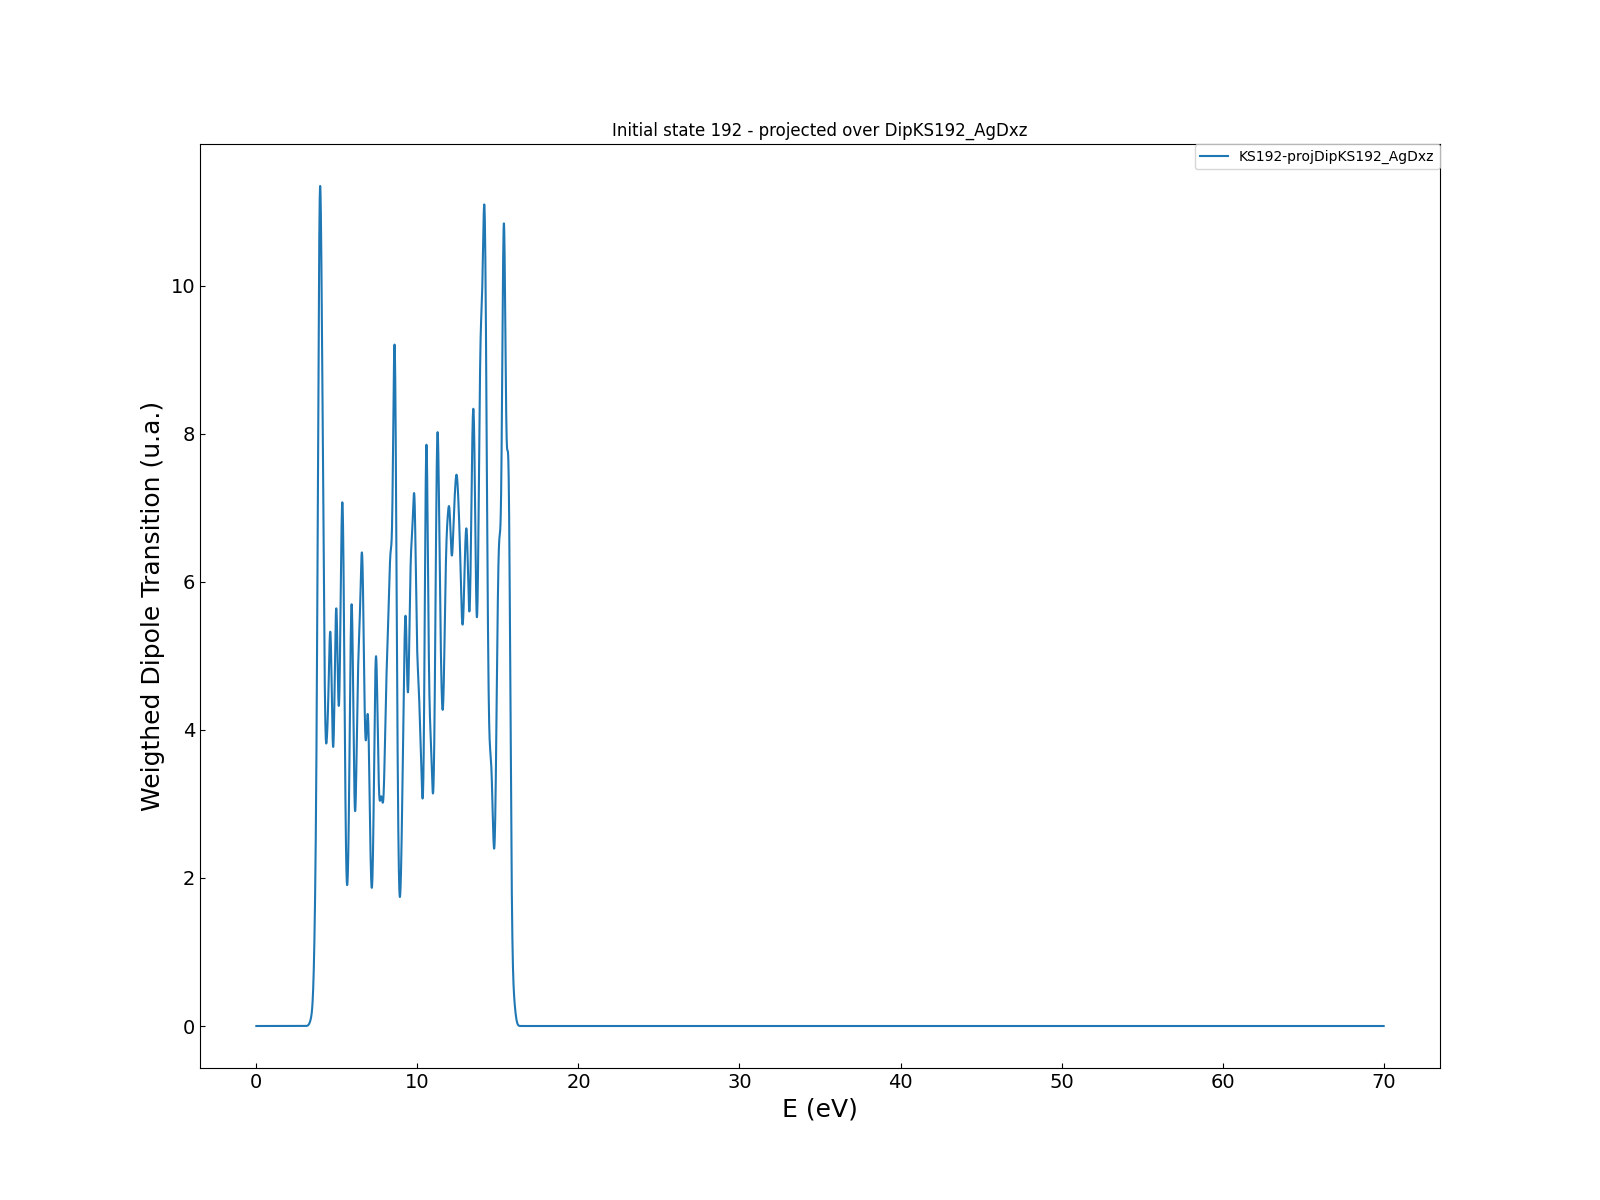 Initial state 192 - projected over DipKS192_AgDxz
KS192-projDipKS192_AgDxz
Weigthed Dipole Transition (u.a.)
10
8
6
4
2
0
0 10 20 30 40 50 60 70
E (eV)